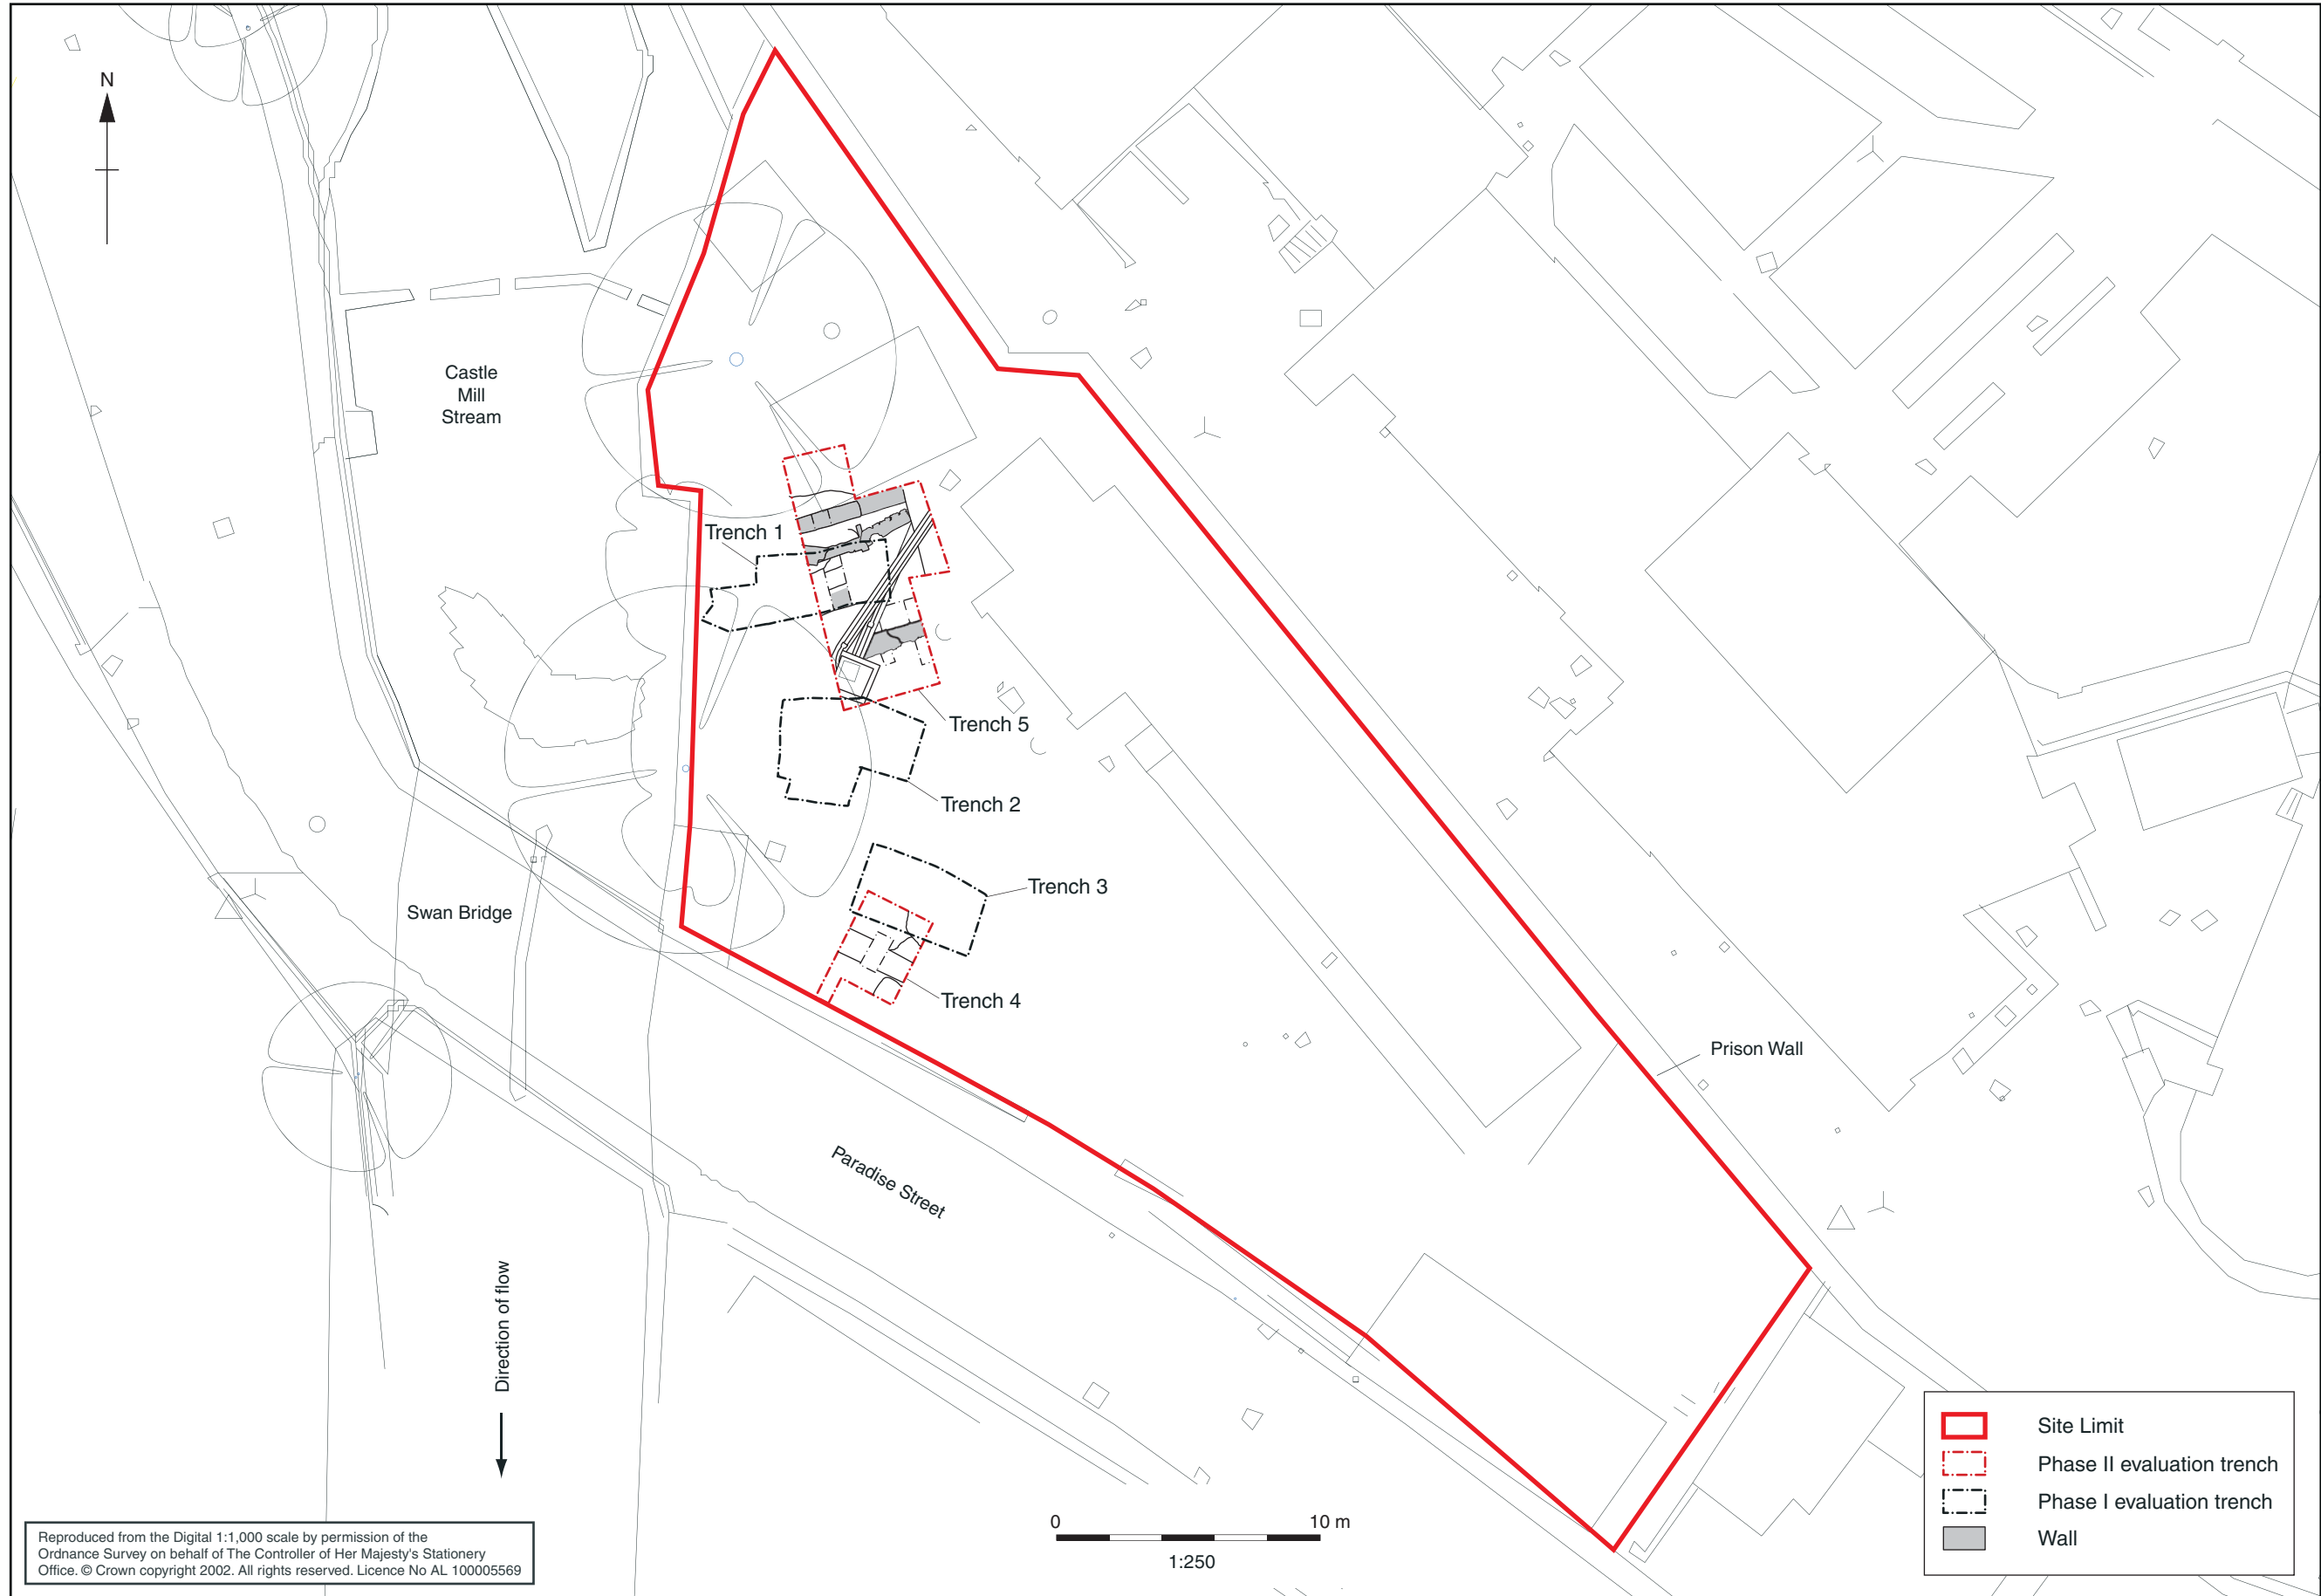 N
Castle
Mill
Stream
Trench 1
Trench 5
Trench 2
Trench 3
Swan Bridge
Trench 4
Prison Wall
Paradise Street
Direction of flow
Site Limit
Phase II evaluation trench
Phase I evaluation trench
Wall
0 10 m
1:250
Reproduced from the Digital 1:1,000 scale by permission of the
Ordnance Survey on behalf of The Controller of Her Majesty's Stationery
Office. © Crown copyright 2002. All rights reserved. Licence No AL 100005569